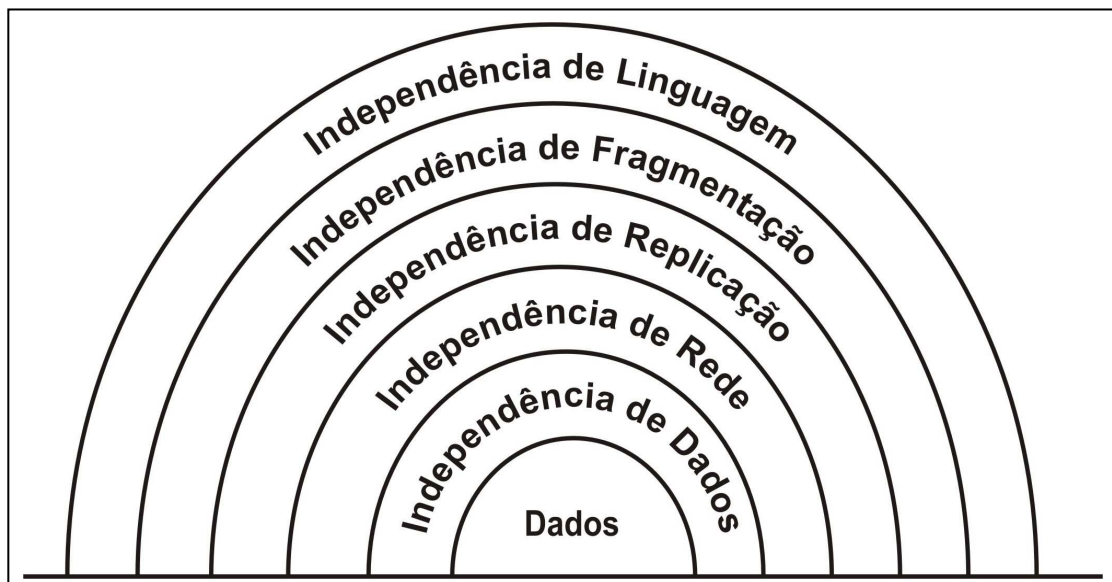 Independência de Linguagem
Independência de Fragmentação
Independência de Replicação
Independência de Rede
Independência de Dados
Dados